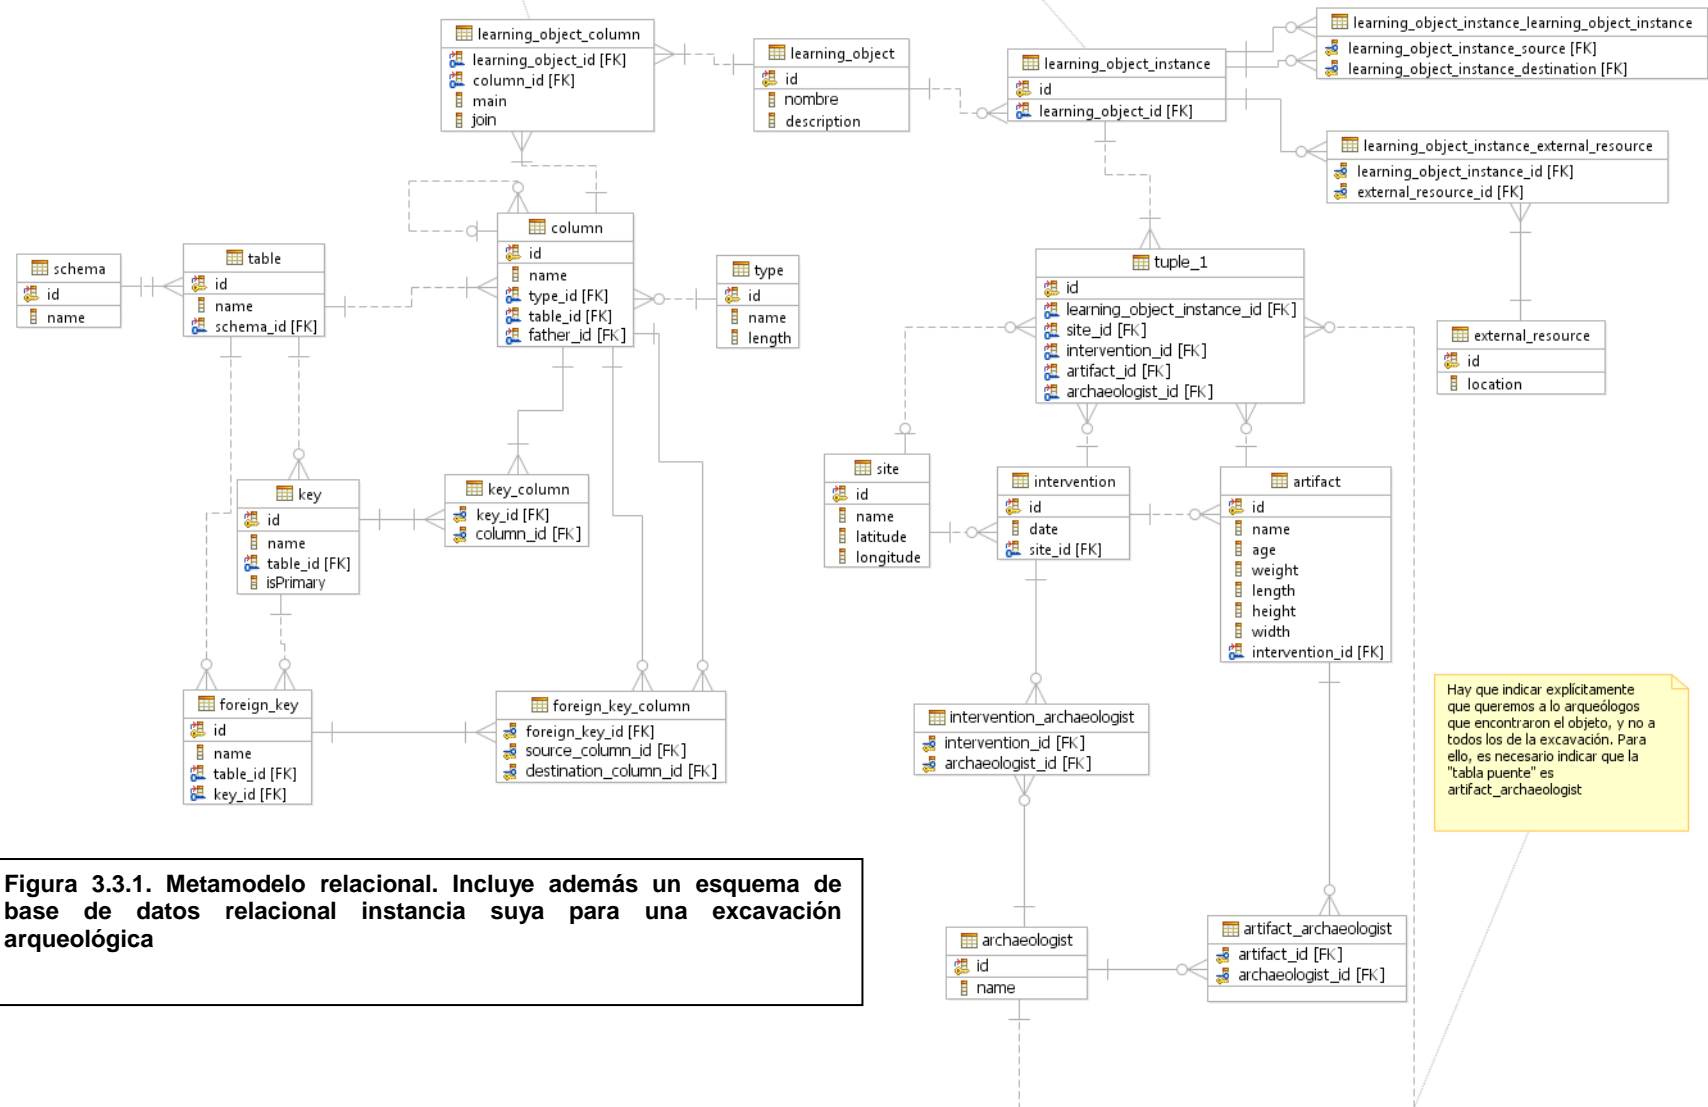 learning_object_column
learning_object_id [FK]
column_id [FK]
main
join
learning_object
id
nombre
description
learning_object_instance
id
learning_object_id [FK]
learning_object_instance_learning_object_instance
learning_object_instance_source [FK]
learning_object_instance_destination [FK]
learning_object_instance_external_resource
learning_object_instance_id [FK]
external_resource_id [FK]
schema
id
name
table
id
name
schema_id [FK]
column
id
name
type_id [FK]
table_id [FK]
father_id [FK]
type
id
name
length
tuple_1
id
learning_object_instance_id [FK]
site_id [FK]
intervention_id [FK]
artifact_id [FK]
archaeologist_id [FK]
external_resource
id
location
key
id
name
table_id [FK]
isPrimary
key_column
key_id [FK]
column_id [FK]
site
id
name
latitude
longitude
intervention
id
date
site_id [FK]
artifact
id
name
age
weight
length
height
width
intervention_id [FK]
foreign_key
id
name
table_id [FK]
key_id [FK]
foreign_key_column
foreign_key_id [FK]
source_column_id [FK]
destination_column_id [FK]
intervention_archaeologist
intervention_id [FK]
archaeologist_id [FK]
Hay que indicar explícitamente
que queremos a lo arqueólogos
que encontraron el objeto, y no a
todos los de la excavación. Para
ello, es necesario indicar que la
"tabla puente" es
artifact_archaeologist
Figura 3.3.1. Metamodelo relacional. Incluye además un esquema de
base de datos relacional instancia suya para una excavación
arqueológica
archaeologist
id
name
artifact_archaeologist
artifact_id [FK]
archaeologist_id [FK]